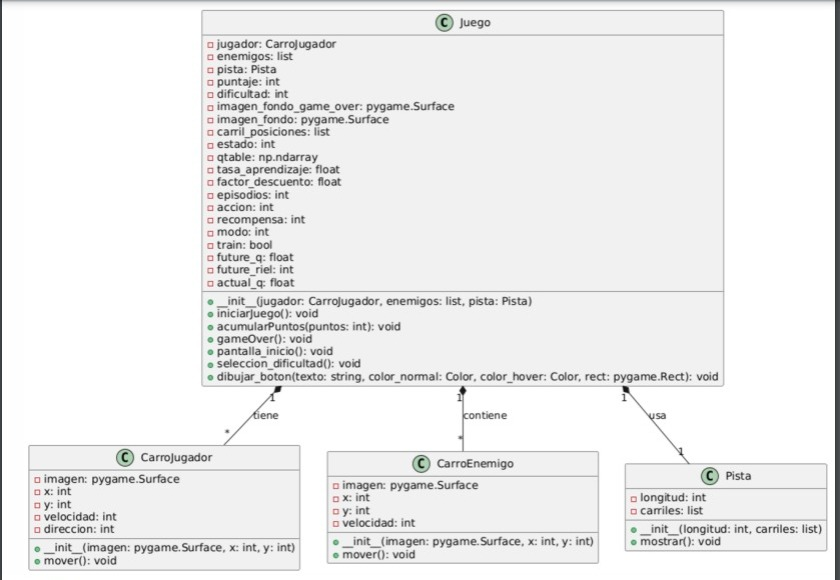 C Juego
jugador: CarroJugador
enemigos: list
pista: Pista
puntaje: int
dificultad: int
imagen_fondo_game_over: pygame.Surface
imagen_fondo: pygame.Surface
carril_posiciones: list
estado: int
qtable: np.ndarray
tasa_aprendizaje: float
factor_descuento: float
episodios: int
accion: int
recompensa: int
modo: int
train: bool
future_q: float
future_riel: int
actual_q: float
__init__(jugador: CarroJugador, enemigos: list, pista: Pista)
iniciarJuego(): void
acumularPuntos(puntos: int): void
gameOver(): void
pantalla_inicio(): void
seleccion_dificultad(): void
dibujar_boton(texto: string, color_normal: Color, color_hover: Color, rect: pygame.Rect): void
1 1 1
tiene contiene usa
* * 1
C CarroJugador
imagen: pygame.Surface
x: int
y: int
velocidad: int
direccion: int
__init__(imagen: pygame.Surface, x: int, y: int)
mover(): void
C CarroEnemigo
imagen: pygame.Surface
x: int
y: int
velocidad: int
__init__(imagen: pygame.Surface, x: int, y: int)
mover(): void
C Pista
longitud: int
carriles: list
__init__(longitud: int, carriles: list)
mostrar(): void